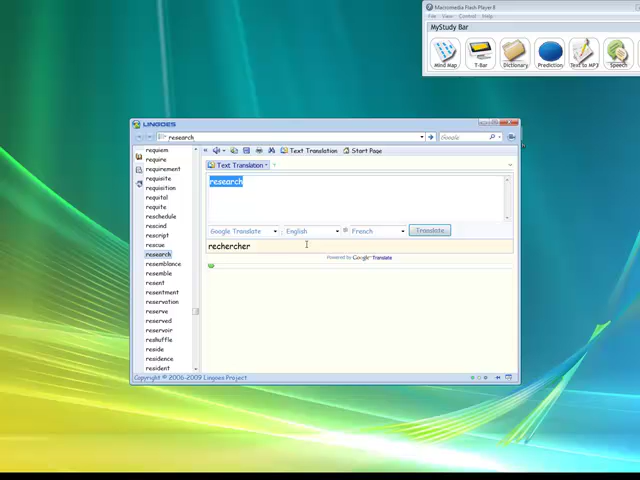 Macromedia Flash Player 8
File View Control Help
MyStudy Bar
Mind Map T-Bar Dictionary Prediction Text to MP3 Speech
LINGOES
research
Google
Text Translation Start Page
Text Translation
research
Google Translate : English French Translate
rechercher
Powered by Google Translate
requiem
require
requirement
requisite
requisition
requital
requite
reschedule
rescind
rescript
rescue
research
resemblance
resemble
resent
resentment
reservation
reserve
reserved
reservoir
reshuffle
reside
residence
resident
Copyright © 2006-2009 Lingoes Project